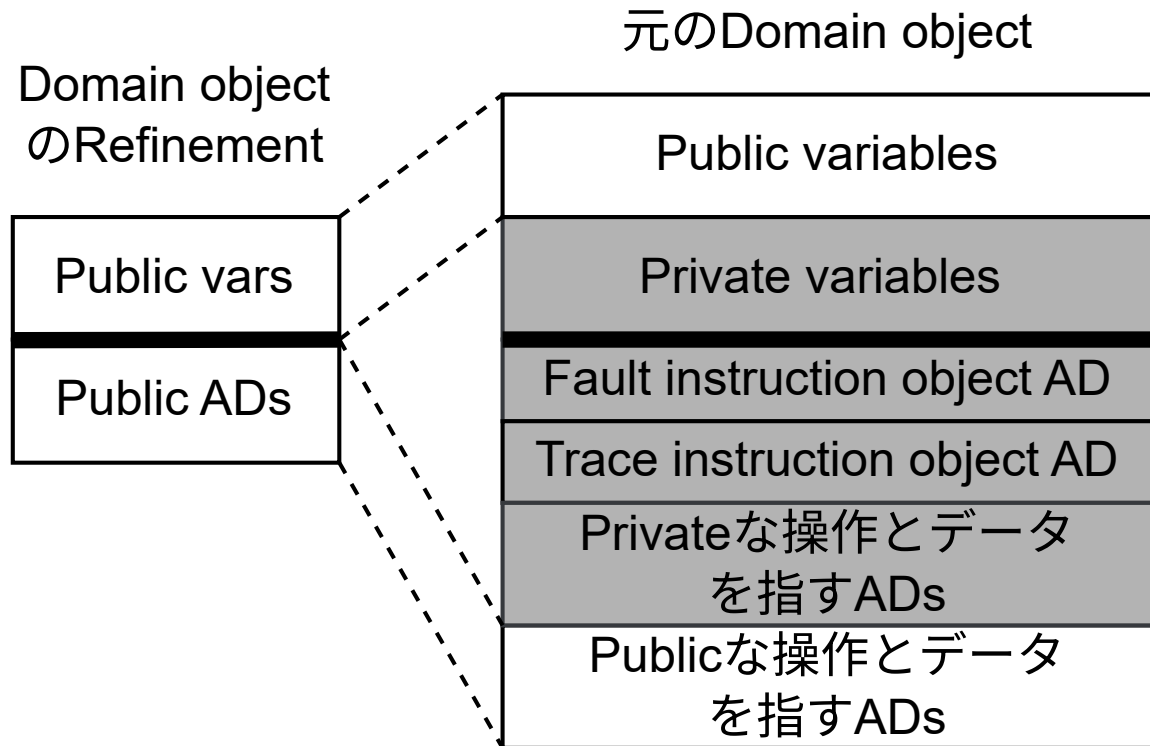 元のDomain object
Domain object
のRefinement
Public vars
Public ADs
Public variables
Private variables
Fault instruction object AD
Trace instruction object AD
Privateな操作とデータ
を指すADs
Publicな操作とデータ
を指すADs